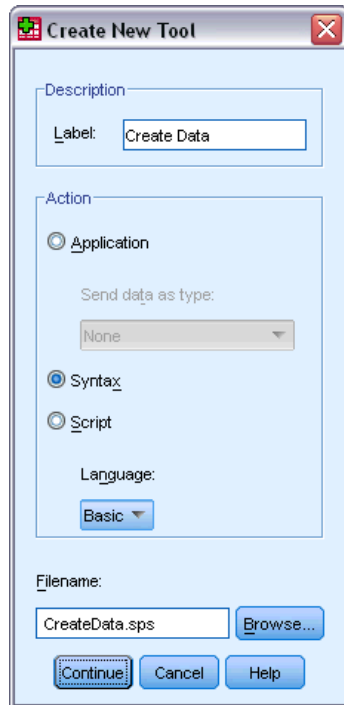 Create New Tool
Description
Label: Create Data
Action
Application
Send data as type:
None
Syntax
Script
Language:
Basic
Filename:
CreateData.sps Browse...
Continue Cancel Help